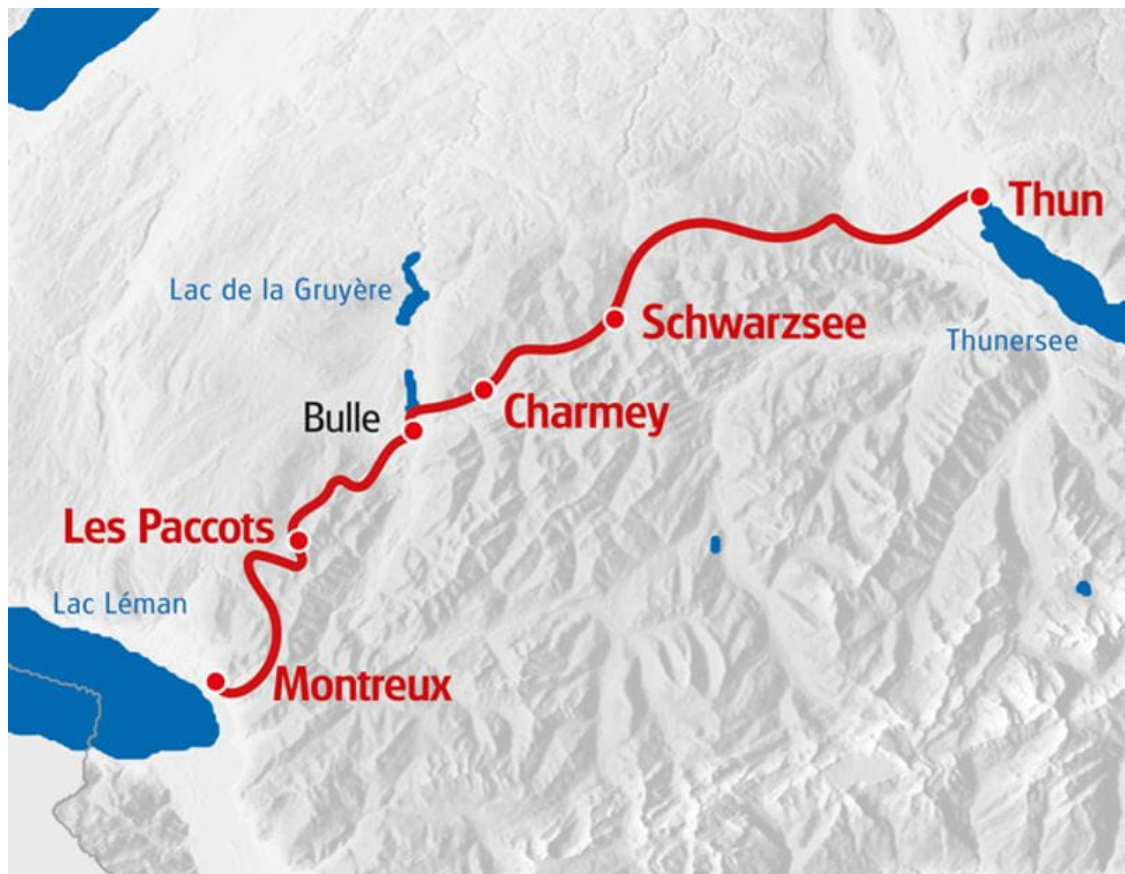 Thun
Lac de la Gruyère
Schwarzsee
Thunersee
Charmey
Bulle
Les Paccots
Lac Léman
Montreux